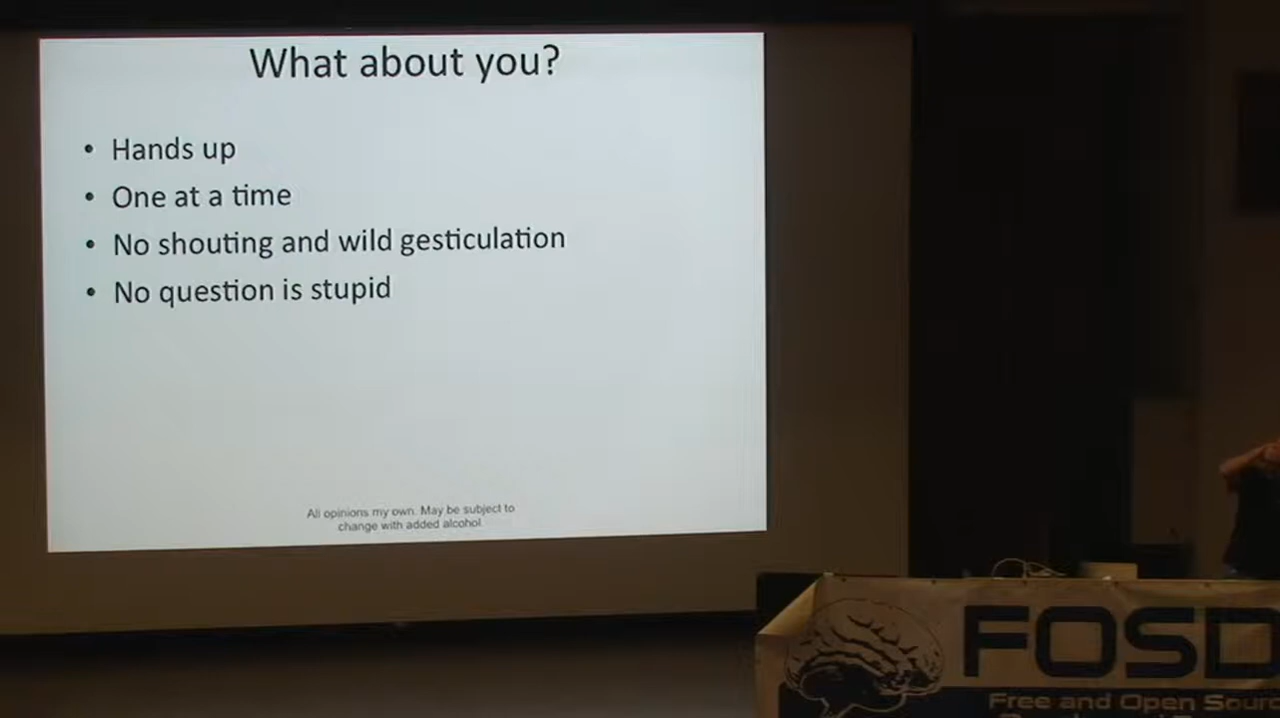 What about you?
• Hands up
• One at a time
• No shouting and wild gesticulation
• No question is stupid
All opinions my own. May be subject to
change with added alcohol
FOSD
Free and Open Sourc